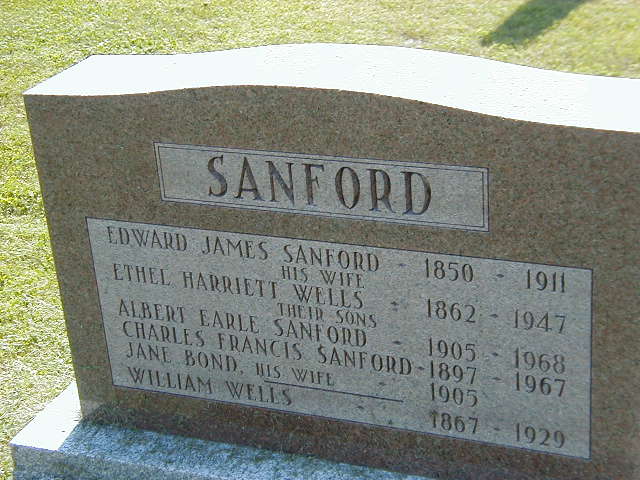 SANFORD
EDWARD JAMES SANFORD - 1850 - 1911
HIS WIFE
ETHEL HARRIETT WELLS - 1862 - 1947
THEIR SONS
ALBERT EARLE SANFORD - 1905 - 1968
CHARLES FRANCIS SANFORD - 1897 - 1967
JANE BOND, HIS WIFE - 1905
WILLIAM WELLS 1867 - 1929